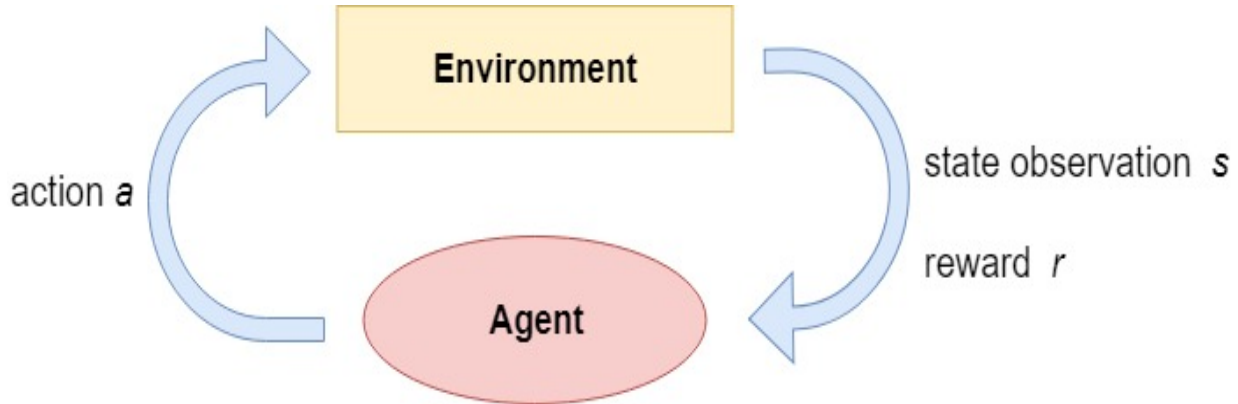 Environment
action a
state observation s
reward r
Agent